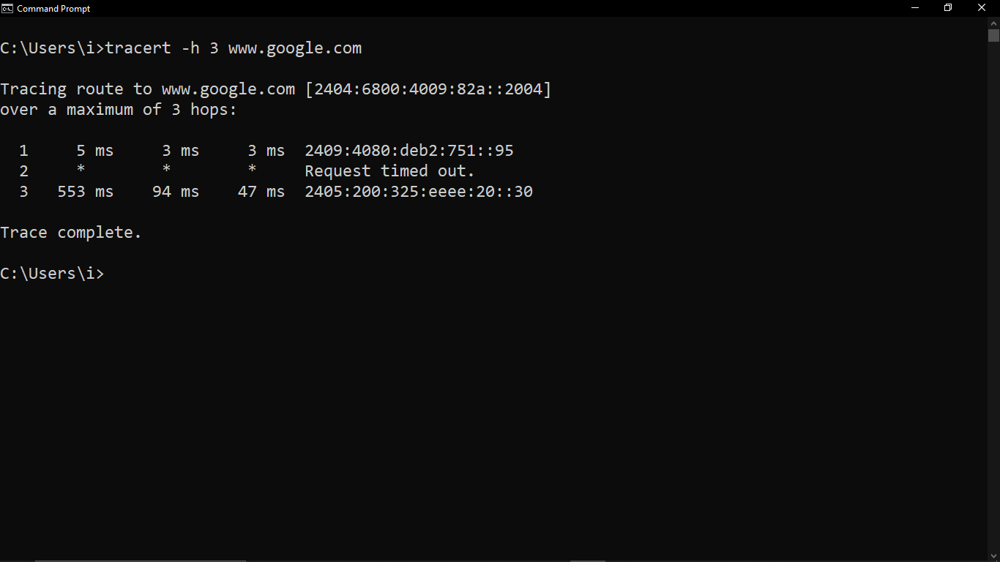 Command Prompt
C:\Users\i>tracert -h 3 www.google.com
Tracing route to www.google.com [2404:6800:4009:82a::2004]
over a maximum of 3 hops:
1 5 ms 3 ms 3 ms 2409:4080:deb2:751::95
2 * * * Request timed out.
3 553 ms 94 ms 47 ms 2405:200:325:eeee:20::30
Trace complete.
C:\Users\i>